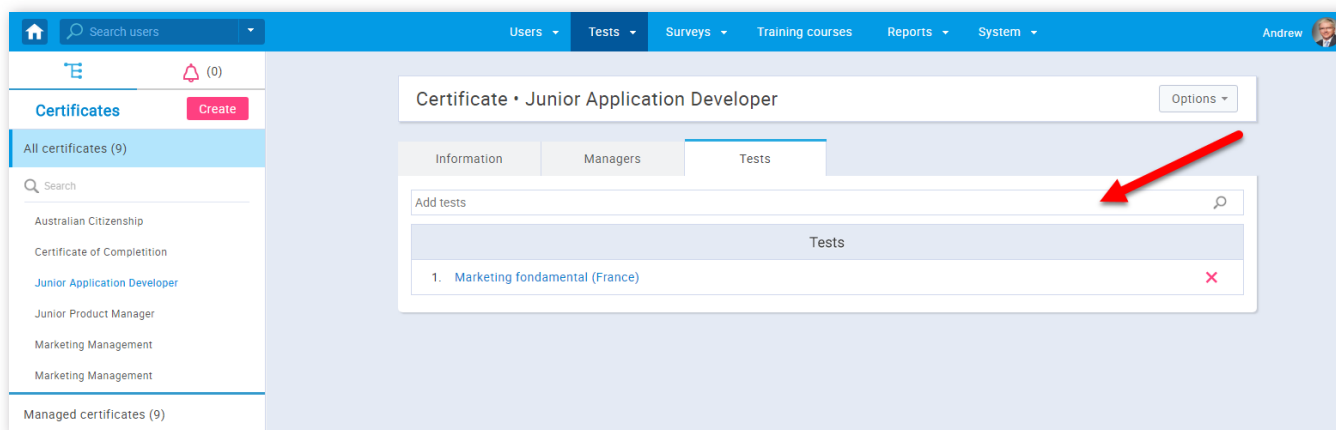 Search users
Users
Tests
Surveys
Training courses
Reports
System
Andrew
(0)
Certificates
Create
All certificates (9)
Search
Australian Citizenship
Certificate of Completition
Junior Application Developer
Junior Product Manager
Marketing Management
Marketing Management
Managed certificates (9)
Certificate • Junior Application Developer
Options
Information
Managers
Tests
Add tests
Tests
1. Marketing fondamental (France)